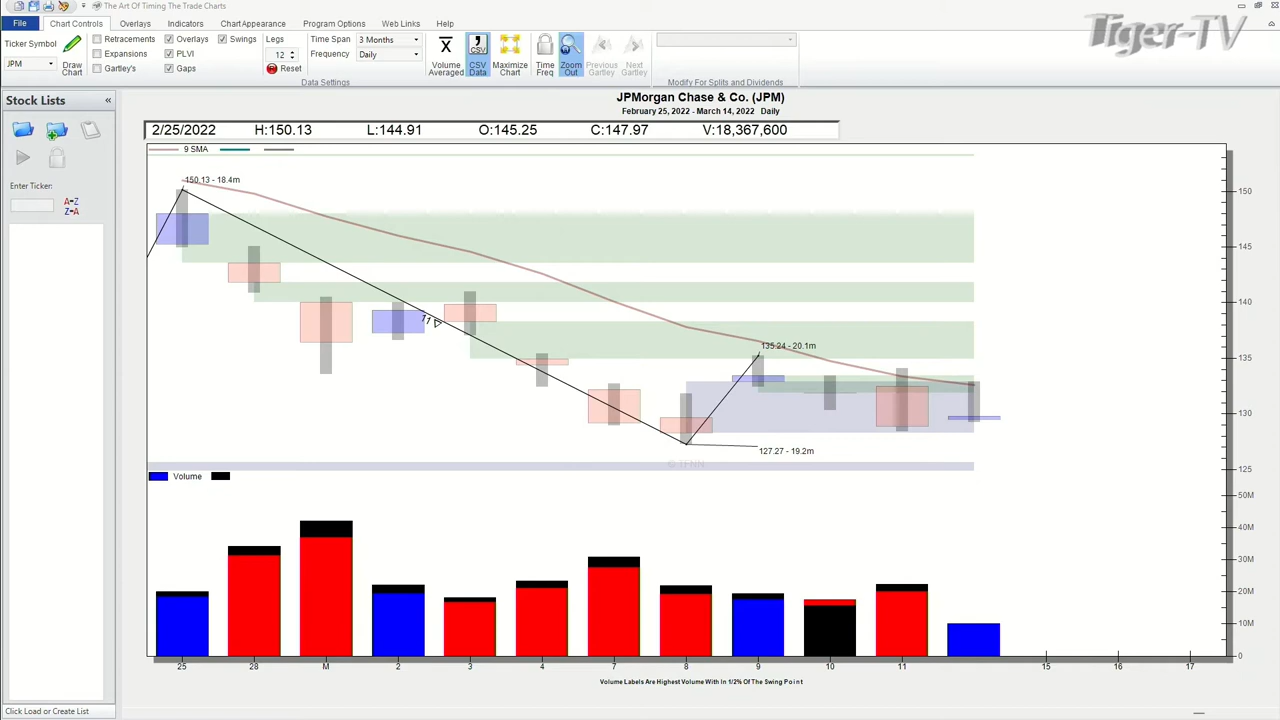 The Art Of Timing The Trade Charts
File Chart Controls Overlays Indicators Chart Appearance Program Options Web Links Help
Ticker Symbol
JPM
Draw Chart
Retracements
Expansions
Gartley's
Overlays
PLVI
Gaps
Swings
Legs
12
Reset
Time Span 3 Months
Frequency Daily
Data Settings
Volume Averaged
CSV Data
Maximize Chart
Time Freq
Zoom Out
Previous Gartley
Next Gartley
Modify For Splits and Dividends
Tiger-TV
Stock Lists «
Enter Ticker:
A-Z
Z-A
Click Load or Create List
JPMorgan Chase & Co. (JPM)
February 25, 2022 - March 14, 2022 Daily
2/25/2022 H:150.13 L:144.91 O:145.25 C:147.97 V:18,367,600
9 SMA
150.13 - 18.4m
135.24 - 20.1m
127.27 - 19.2m
© TFNN
150
145
140
135
130
125
Volume
50M
40M
30M
20M
10M
0
25 28 M 2 3 4 7 8 9 10 11 15 16 17
Volume Labels Are Highest Volume With In 1/2% Of The Swing Point